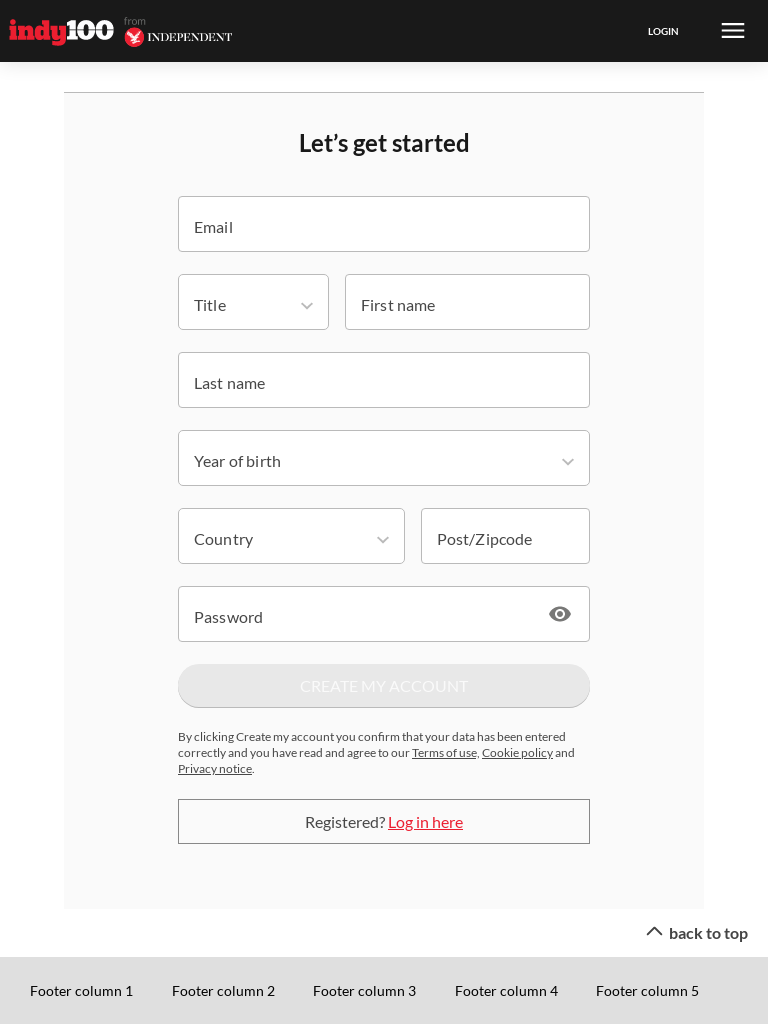 indy100 from INDEPENDENT
LOGIN
Let’s get started
Email
Title
First name
Last name
Year of birth
Country
Post/Zipcode
Password
CREATE MY ACCOUNT
By clicking Create my account you confirm that your data has been entered
correctly and you have read and agree to our Terms of use, Cookie policy and
Privacy notice.
Registered? Log in here
back to top
Footer column 1
Footer column 2
Footer column 3
Footer column 4
Footer column 5